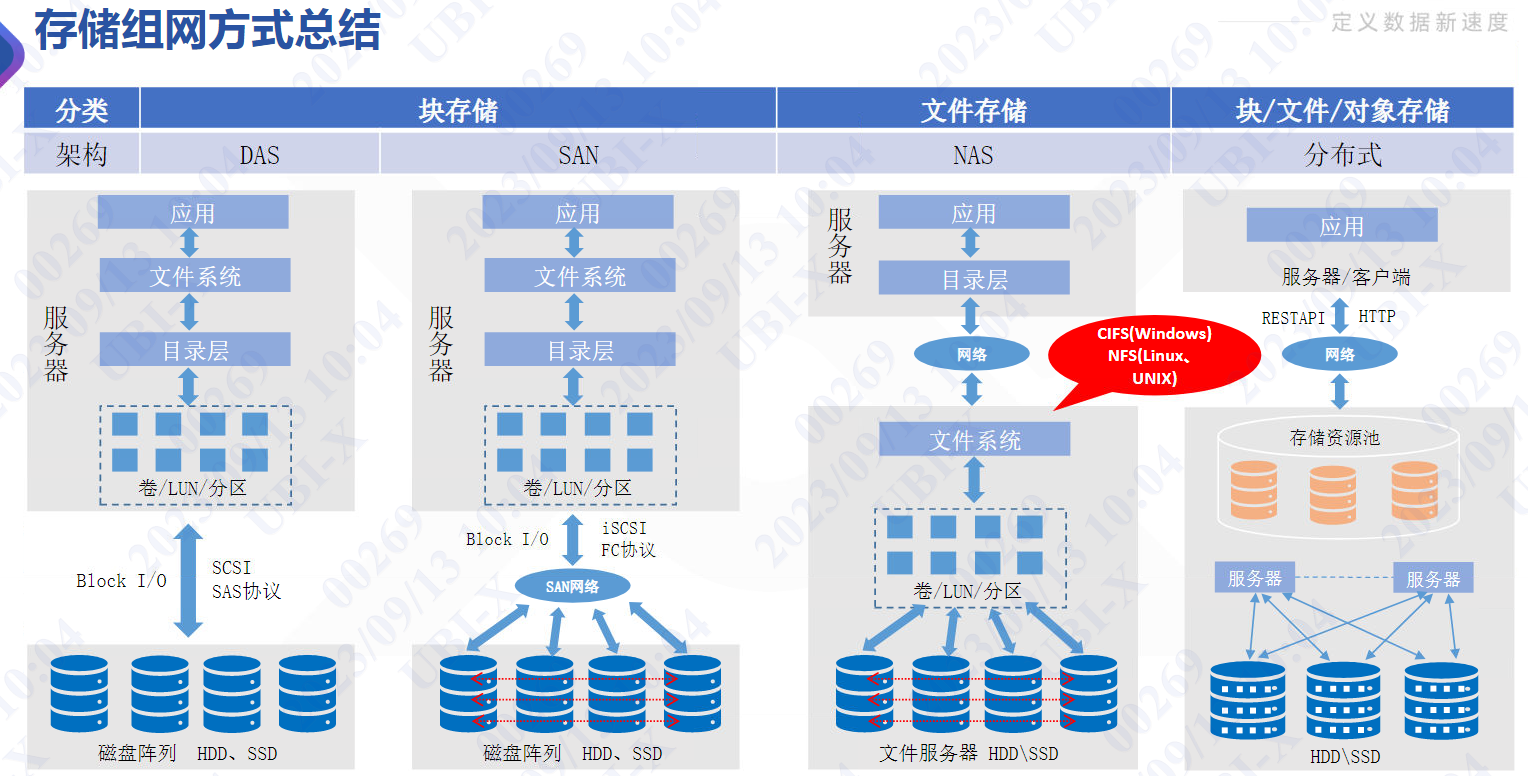 存储组网方式总结
定义数据新速度
分类 块存储 文件存储 块/文件/对象存储
架构 DAS SAN NAS 分布式
服务器
应用
文件系统
目录层
卷/LUN/分区
Block I/O
SCSI
SAS协议
磁盘阵列 HDD、SSD
服务器
应用
文件系统
目录层
卷/LUN/分区
Block I/O
iSCSI
FC协议
SAN网络
磁盘阵列 HDD、SSD
服务器
应用
目录层
网络
CIFS(Windows)
NFS(Linux、
UNIX)
文件系统
卷/LUN/分区
文件服务器 HDD\SSD
应用
服务器/客户端
RESTAPI HTTP
网络
存储资源池
服务器 服务器
HDD\SSD
00269
2023/09/13 10:04
UBI-X